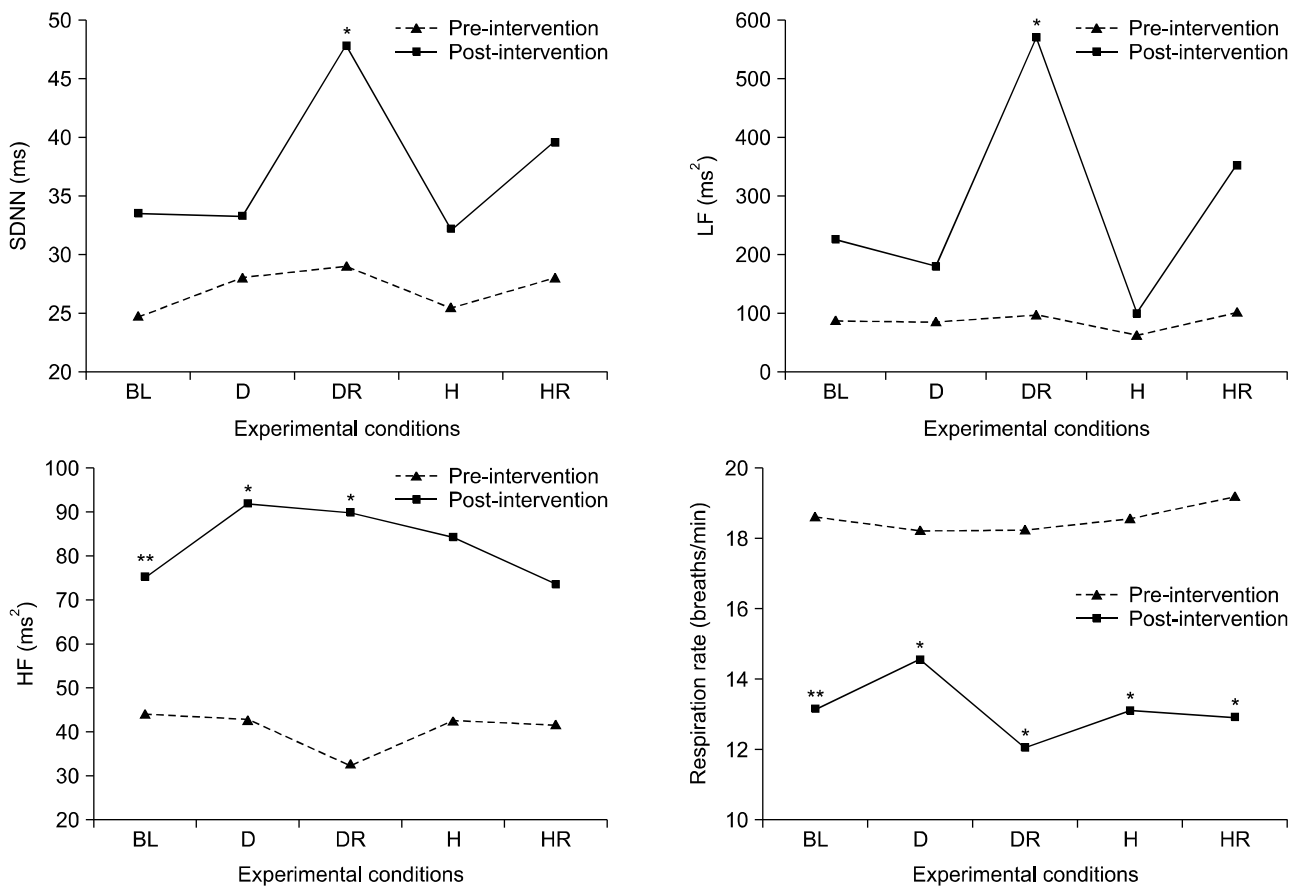 SDNN (ms)
50
45
40
35
30
25
20
*
Pre-intervention
Post-intervention
BL D DR H HR
Experimental conditions
LF (ms²)
600
500
400
300
200
100
0
*
Pre-intervention
Post-intervention
BL D DR H HR
Experimental conditions
HF (ms²)
100
90
80
70
60
50
40
30
20
** * *
Pre-intervention
Post-intervention
BL D DR H HR
Experimental conditions
Respiration rate (breaths/min)
20
18
16
14
12
10
Pre-intervention
Post-intervention
** * * * *
BL D DR H HR
Experimental conditions